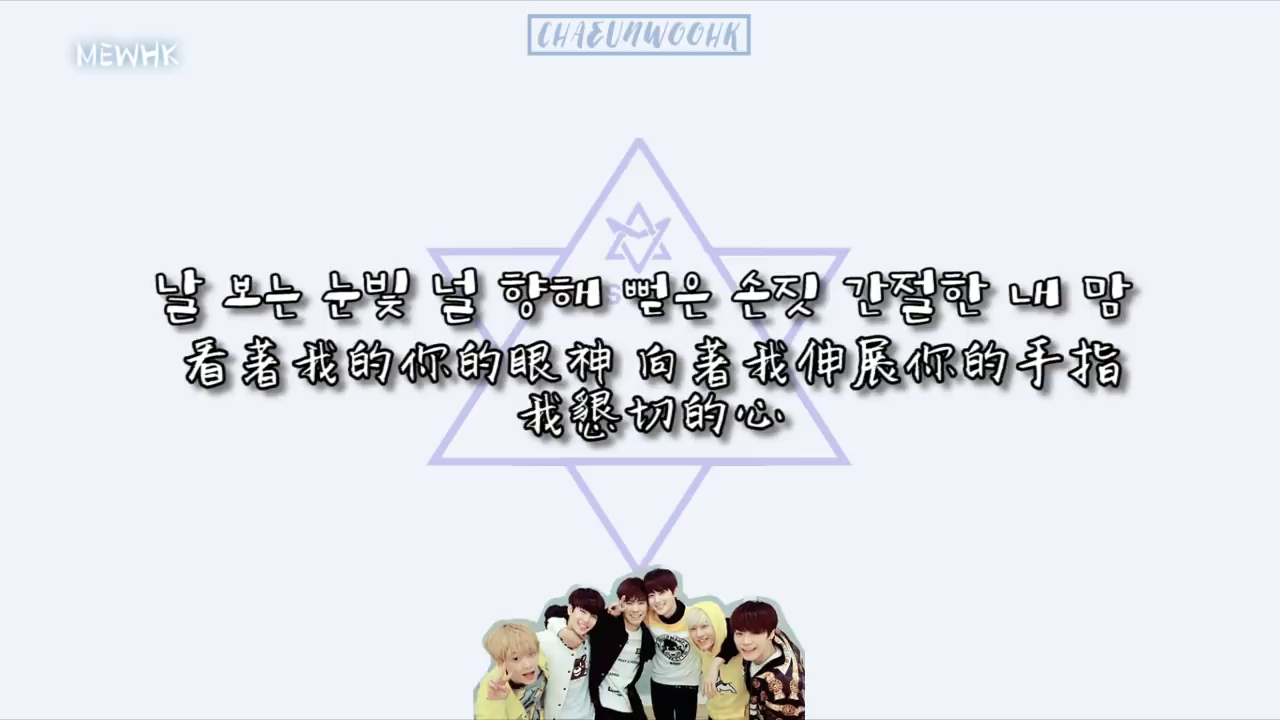 CHAEUNWOOHK
MEWHK
날 보는 눈빛 널 향해 뻗은 손짓 간절한 내 맘
看著我的你的眼神 向著我伸展你的手指
我懇切的心